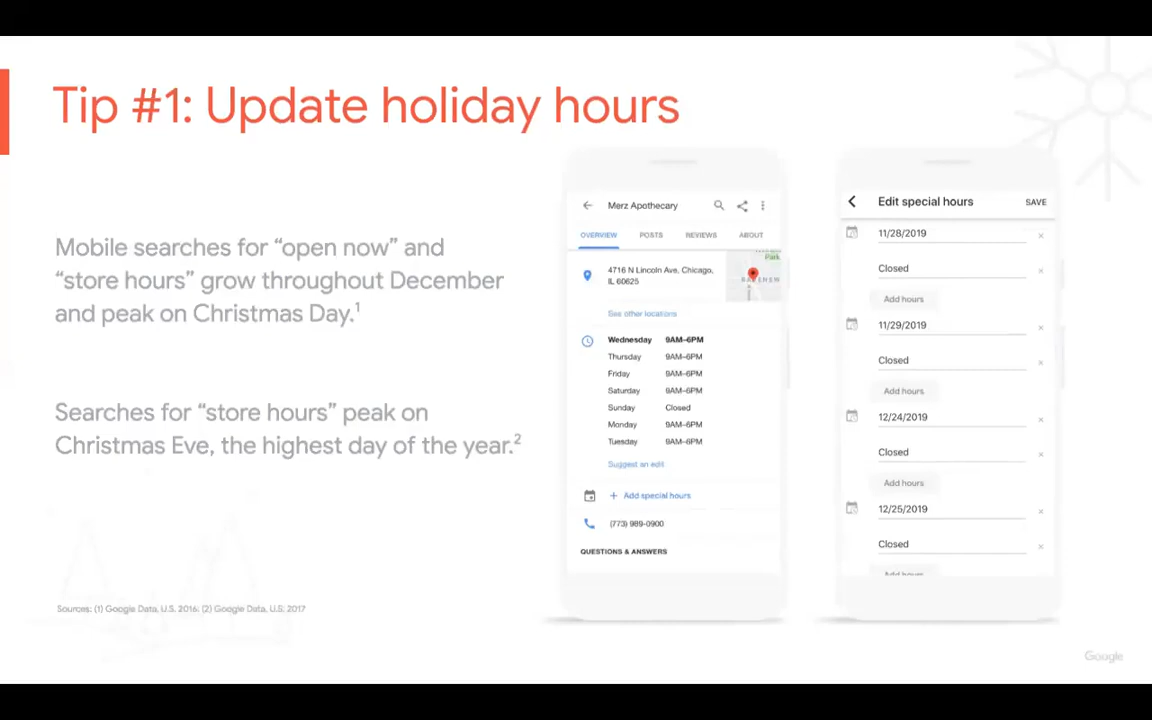 Tip #1: Update holiday hours
Mobile searches for “open now” and
“store hours” grow throughout December
and peak on Christmas Day.1
Searches for “store hours” peak on
Christmas Eve, the highest day of the year.2
Sources: (1) Google Data, U.S. 2016; (2) Google Data, U.S. 2017
Merz Apothecary
OVERVIEW POSTS REVIEWS ABOUT
4716 N Lincoln Ave, Chicago,
IL 60625
Park
See other locations
Wednesday 9AM–6PM
Thursday 9AM–6PM
Friday 9AM–6PM
Saturday 9AM–6PM
Sunday Closed
Monday 9AM–6PM
Tuesday 9AM–6PM
Suggest an edit
+ Add special hours
(773) 989-0900
QUESTIONS & ANSWERS
Edit special hours SAVE
11/28/2019
Closed
Add hours
11/29/2019
Closed
Add hours
12/24/2019
Closed
Add hours
12/25/2019
Closed
Add hours
Google